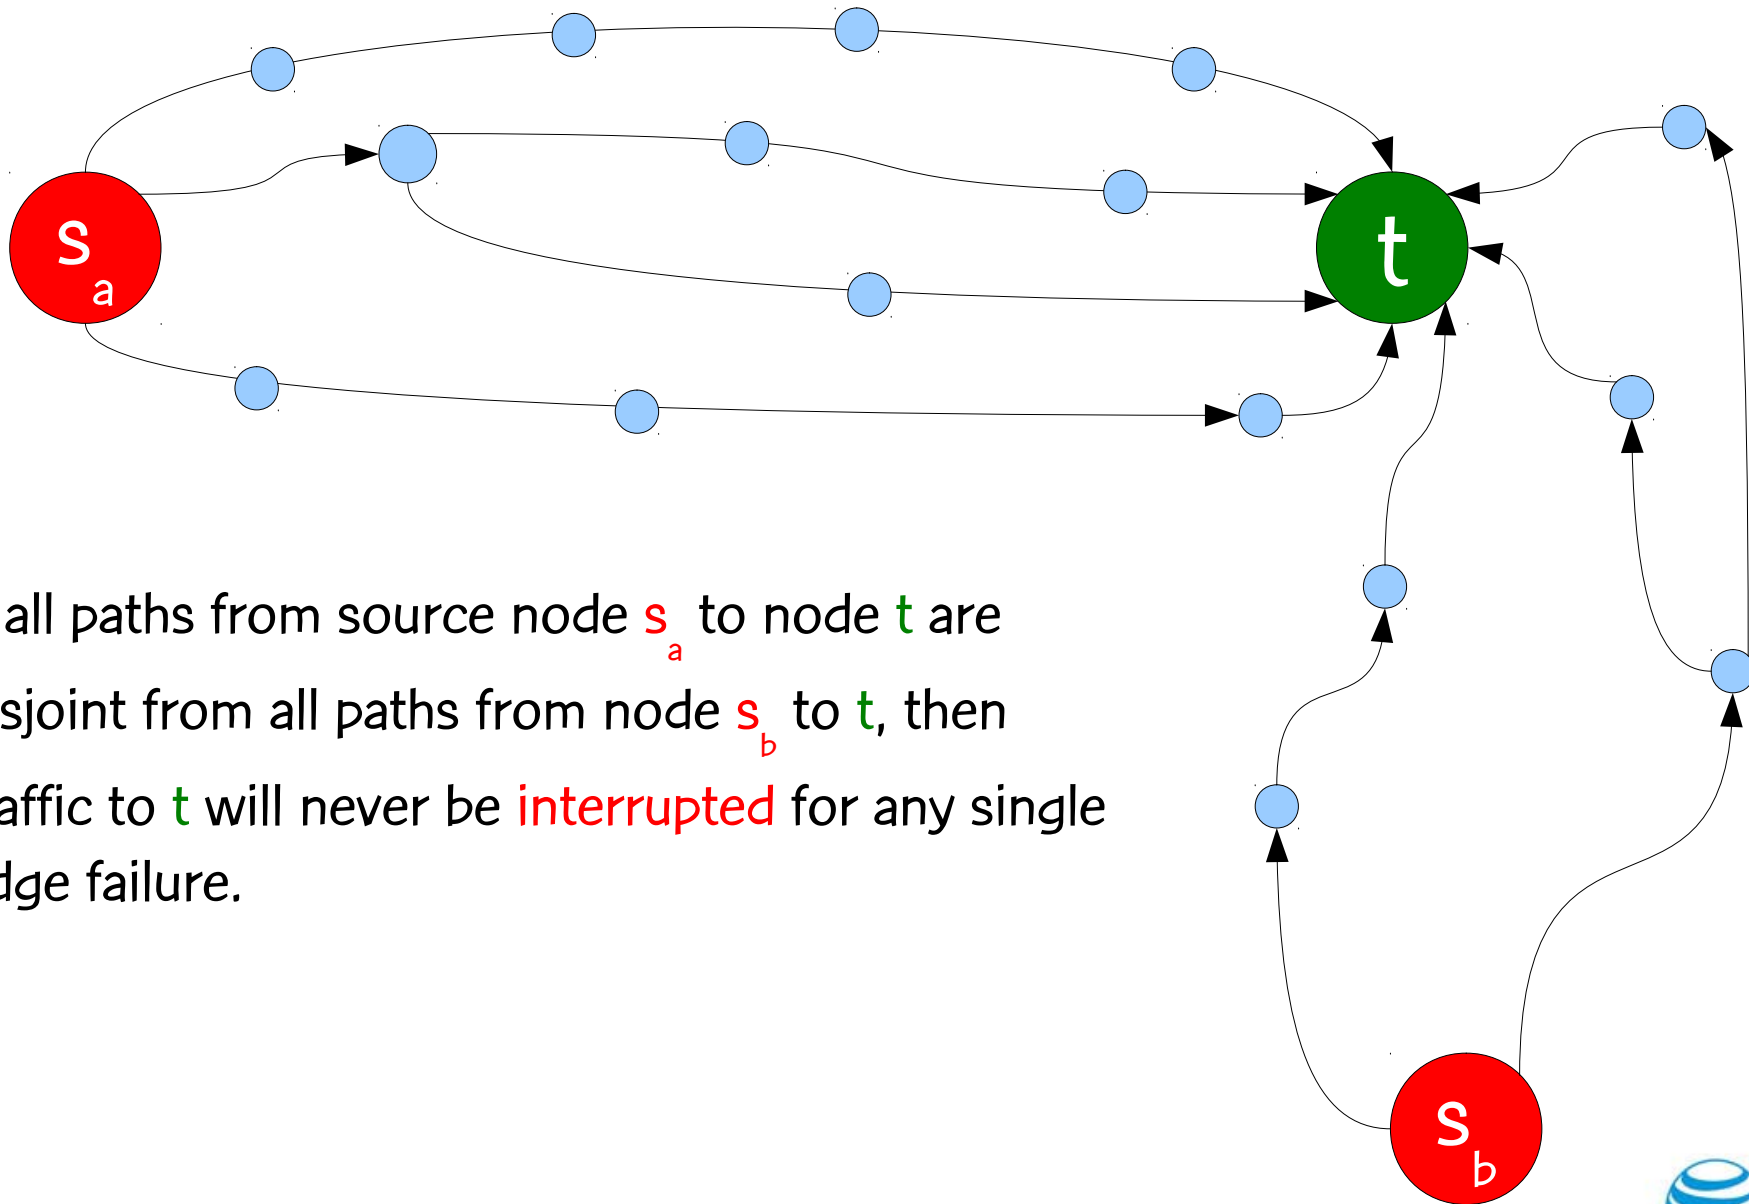 s a
t
all paths from source node s a to node t are
sjoint from all paths from node s b to t, then
affic to t will never be interrupted for any single
dge failure.
s b